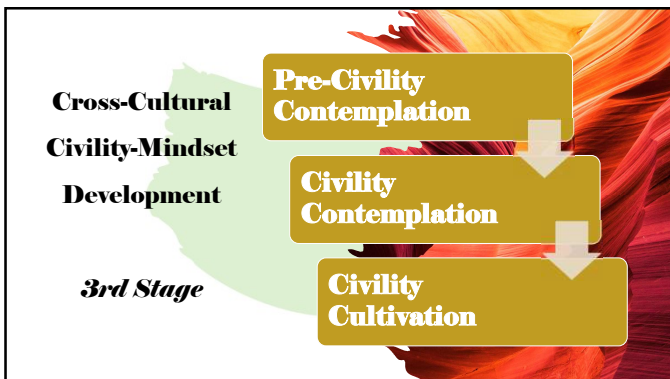 Cross-Cultural
Civility-Mindset
Development
3rd Stage
Pre-Civility
Contemplation
Civility
Contemplation
Civility
Cultivation